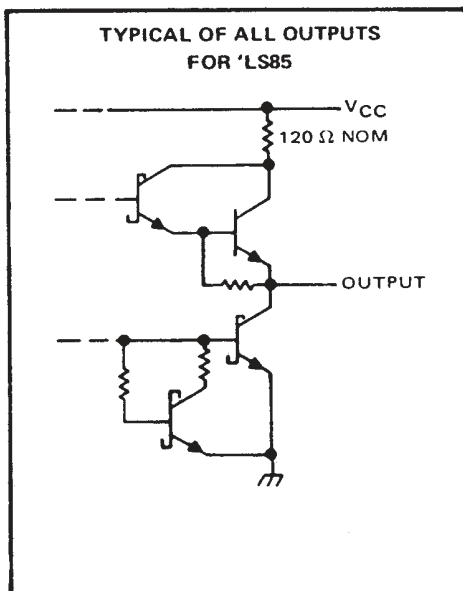 TYPICAL OF ALL OUTPUTS
FOR 'LS85
VCC
120 Ω NOM
OUTPUT